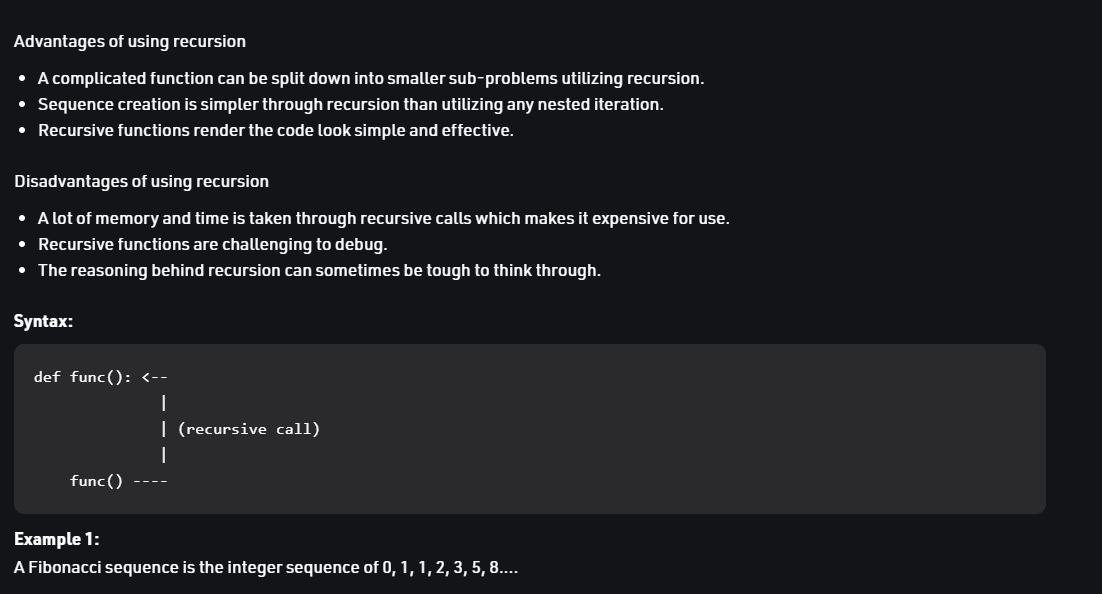 Advantages of using recursion
• A complicated function can be split down into smaller sub-problems utilizing recursion.
• Sequence creation is simpler through recursion than utilizing any nested iteration.
• Recursive functions render the code look simple and effective.
Disadvantages of using recursion
• A lot of memory and time is taken through recursive calls which makes it expensive for use.
• Recursive functions are challenging to debug.
• The reasoning behind recursion can sometimes be tough to think through.
Syntax:
def func(): <--
              |
              | (recursive call)
              |
    func() ----
Example 1:
A Fibonacci sequence is the integer sequence of 0, 1, 1, 2, 3, 5, 8....